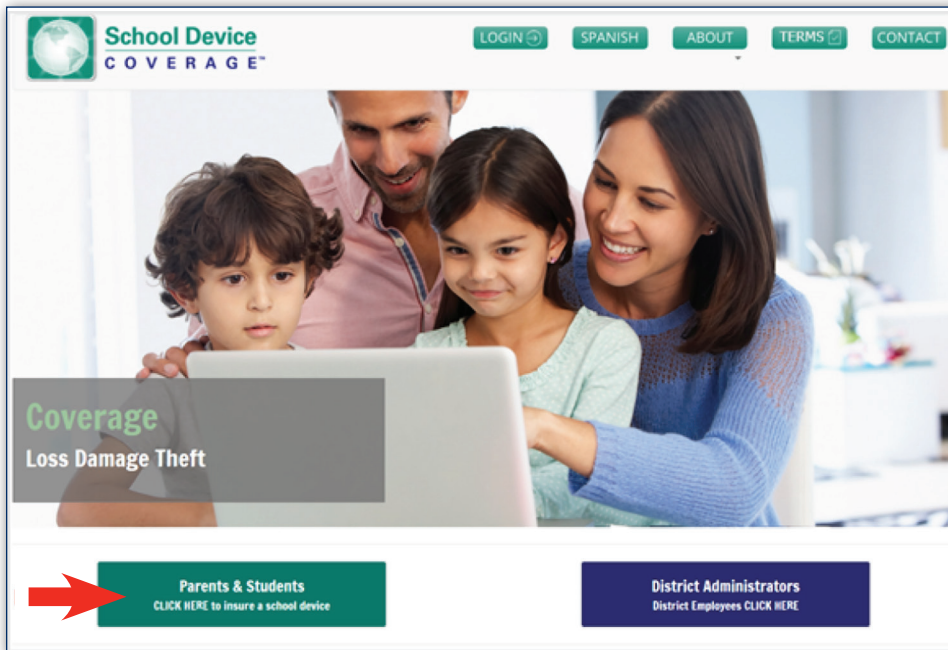 School Device
COVERAGE™
LOGIN
SPANISH
ABOUT
TERMS
CONTACT
Coverage
Loss Damage Theft
Parents & Students
CLICK HERE to insure a school device
District Administrators
District Employees CLICK HERE